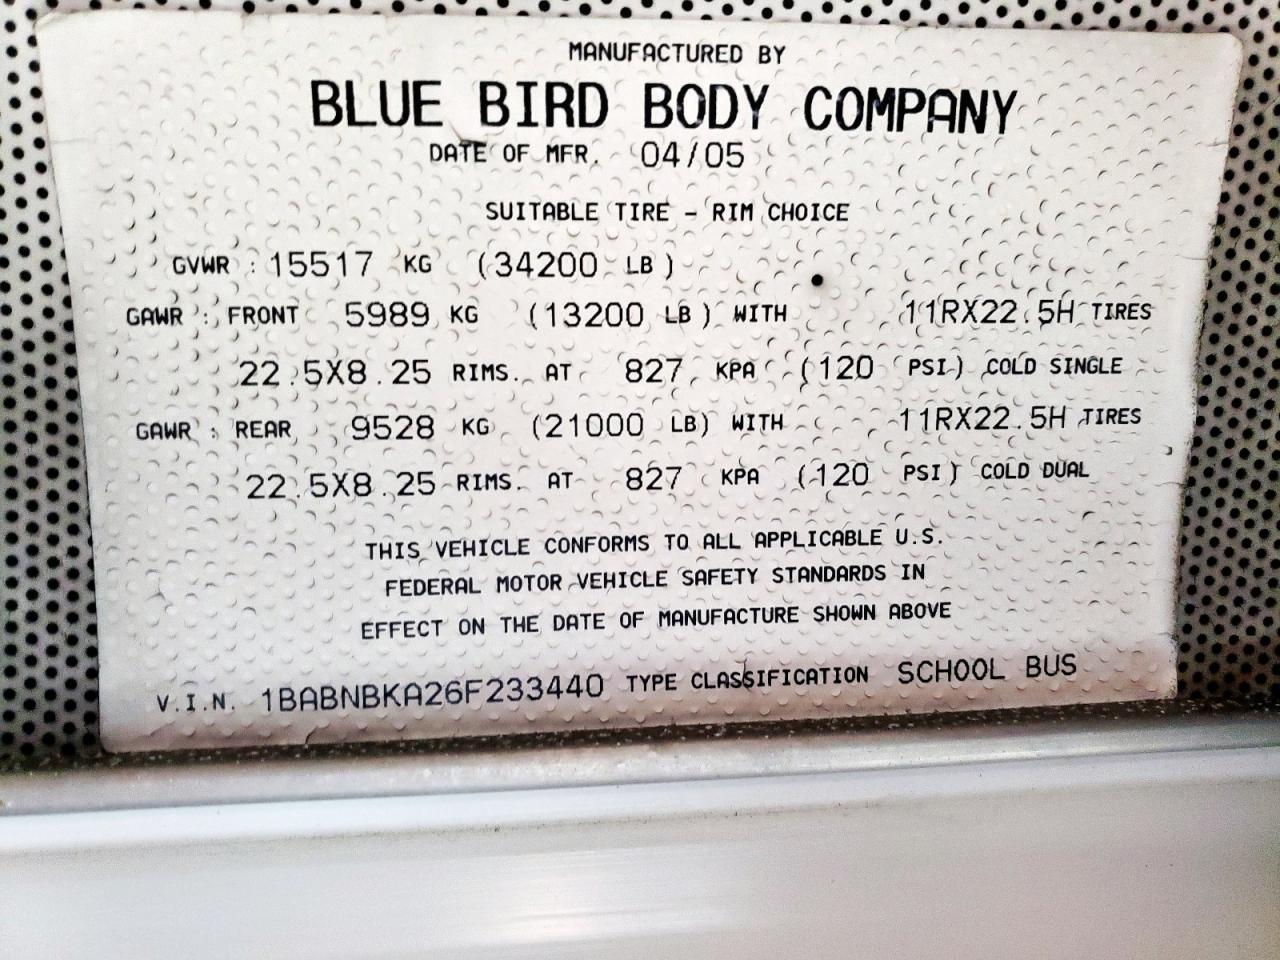 MANUFACTURED BY
BLUE BIRD BODY COMPANY
DATE OF MFR. 04/05
SUITABLE TIRE - RIM CHOICE
GVWR : 15517 KG (34200 LB)
GAWR : FRONT 5989 KG (13200 LB) WITH 11RX22.5H TIRES
22.5X8.25 RIMS. AT 827 KPA (120 PSI) COLD SINGLE
GAWR : REAR 9528 KG (21000 LB) WITH 11RX22.5H TIRES
22.5X8.25 RIMS. AT 827 KPA (120 PSI) COLD DUAL
THIS VEHICLE CONFORMS TO ALL APPLICABLE U.S.
FEDERAL MOTOR VEHICLE SAFETY STANDARDS IN
EFFECT ON THE DATE OF MANUFACTURE SHOWN ABOVE
V.I.N. 1BABNBKA26F233440 TYPE CLASSIFICATION SCHOOL BUS